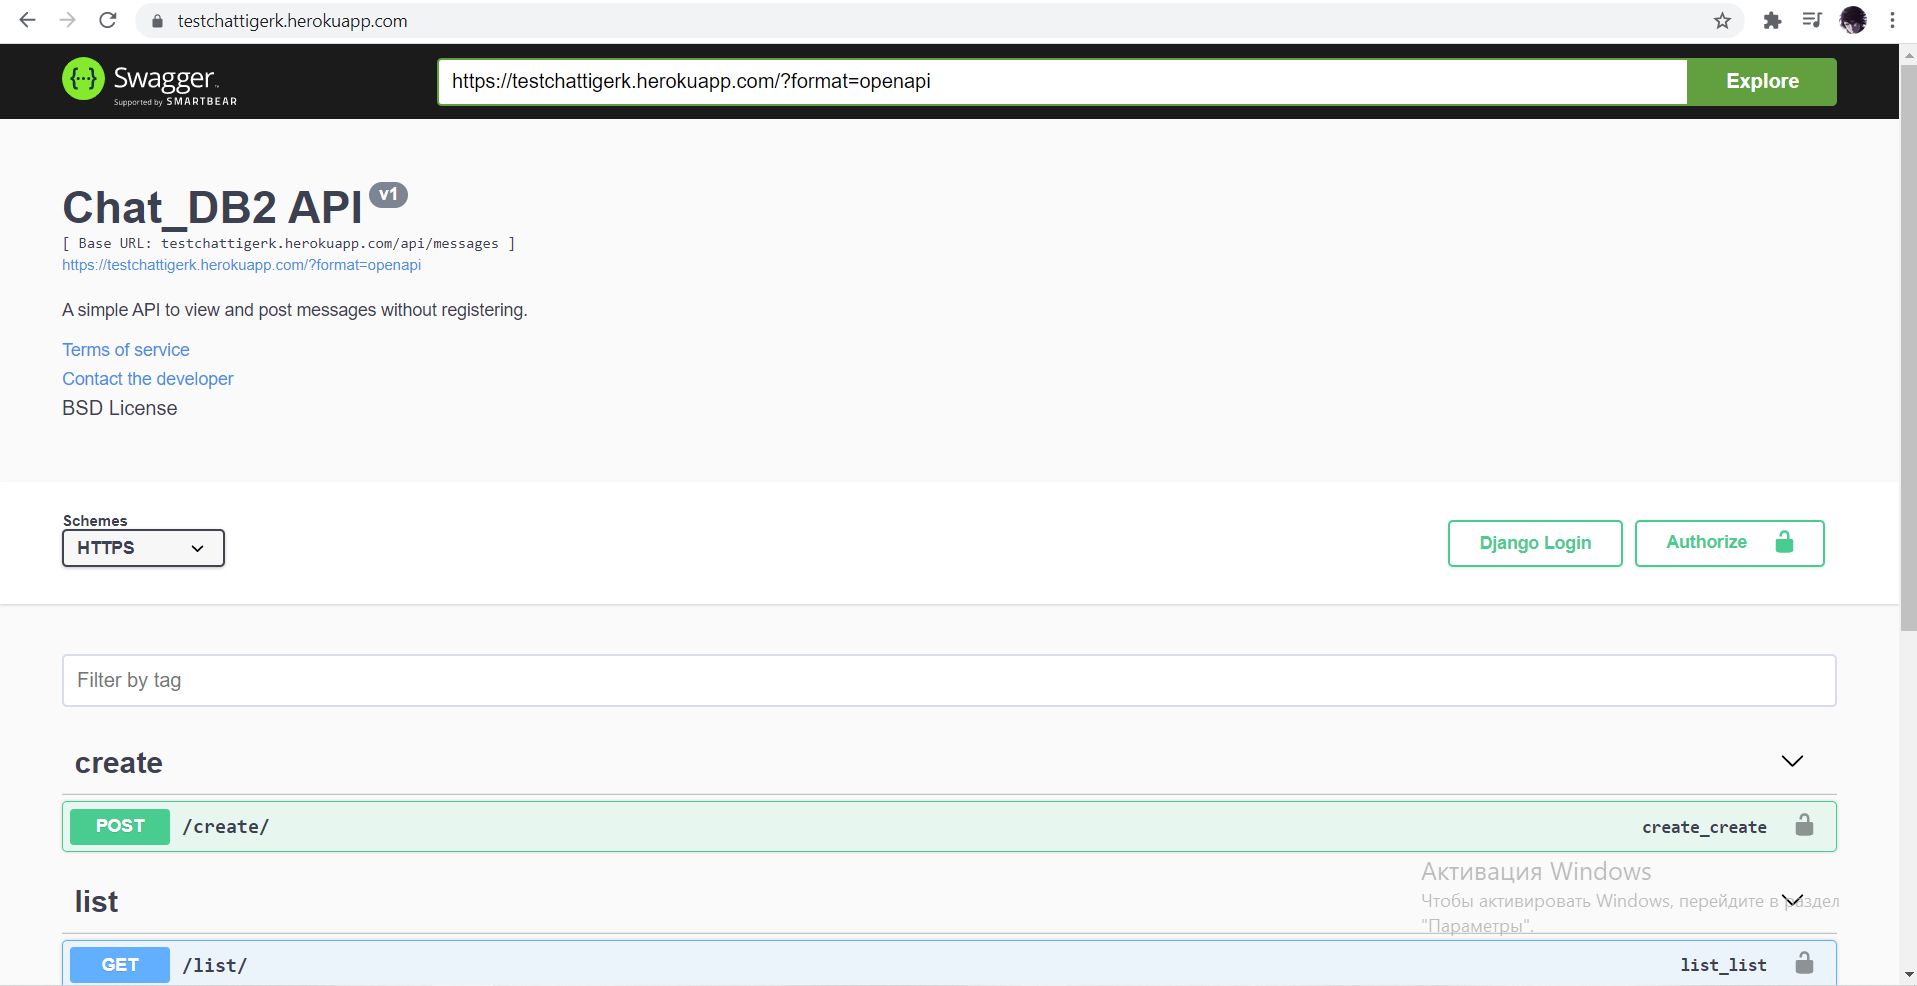 testchattigerk.herokuapp.com
Swagger
Supported by SMARTBEAR
https://testchattigerk.herokuapp.com/?format=openapi
Explore
Chat_DB2 API v1
[ Base URL: testchattigerk.herokuapp.com/api/messages ]
https://testchattigerk.herokuapp.com/?format=openapi
A simple API to view and post messages without registering.
Terms of service
Contact the developer
BSD License
Schemes
HTTPS
Django Login
Authorize
Filter by tag
create
POST /create/ create_create
list
Активация Windows
Чтобы активировать Windows, перейдите в раздел
"Параметры".
GET /list/ list_list